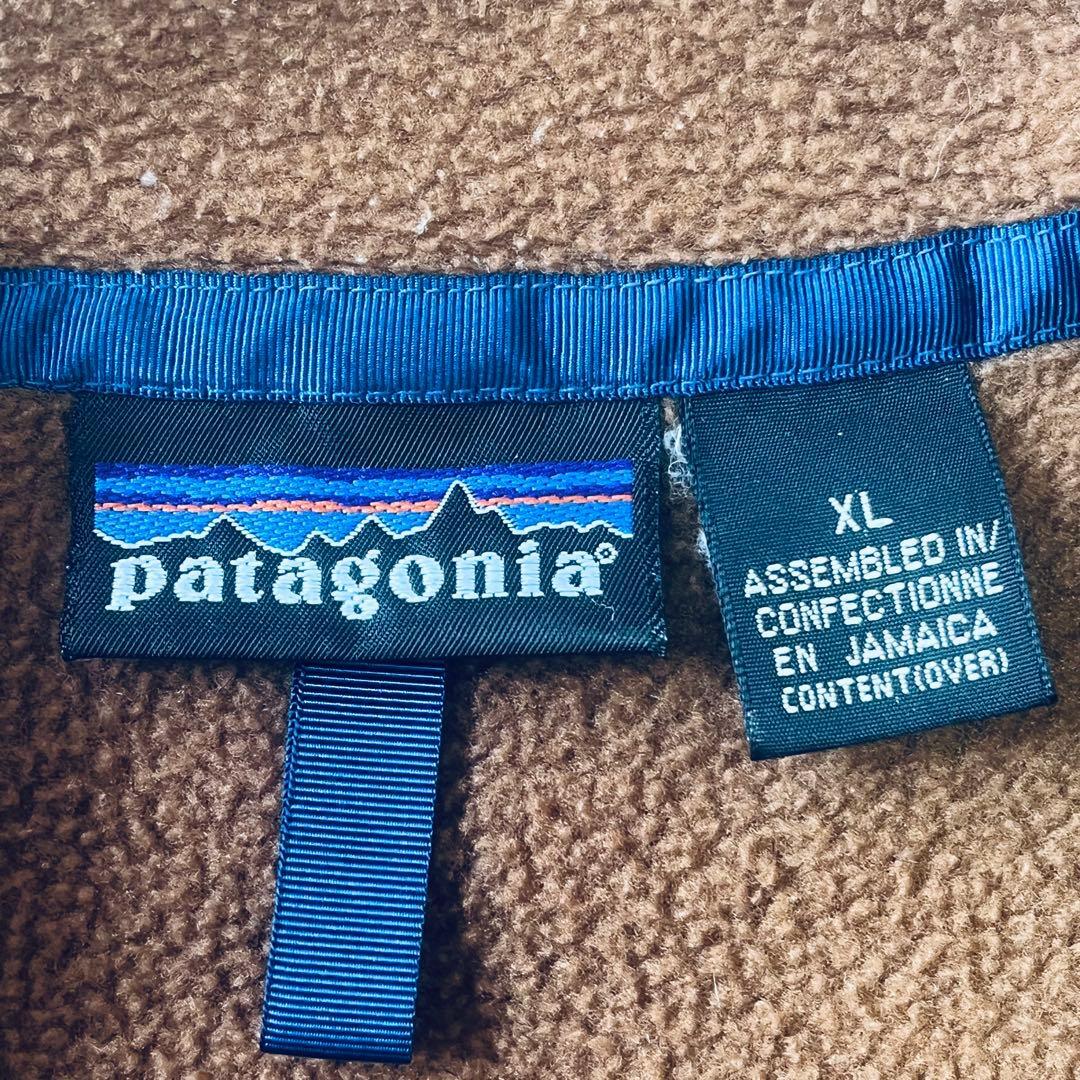 patagonia®
XL
ASSEMBLED IN/
CONFECTIONNE
EN JAMAICA
CONTENT(OVER)